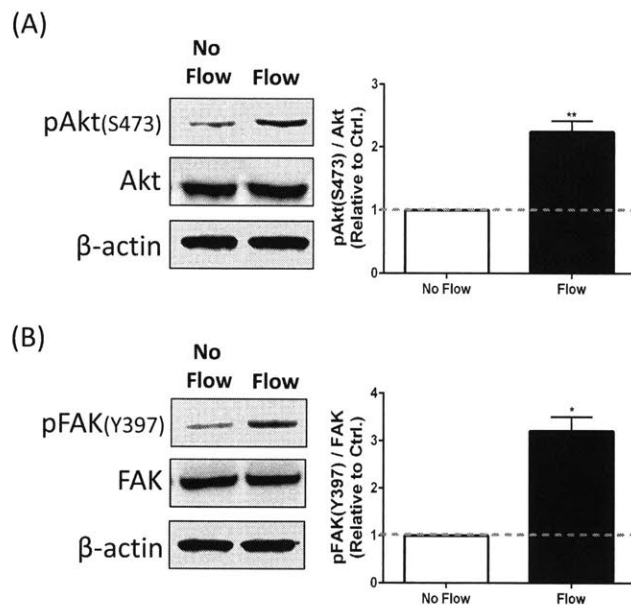 (A)
No
Flow Flow
pAkt(S473)
Akt
β-actin
pAkt(S473) / Akt
(Relative to Ctrl.)
3
2
1
0
**
No Flow Flow
(B)
No
Flow Flow
pFAK(Y397)
FAK
β-actin
pFAK(Y397) / FAK
(Relative to Ctrl.)
4
3
2
1
0
*
No Flow Flow